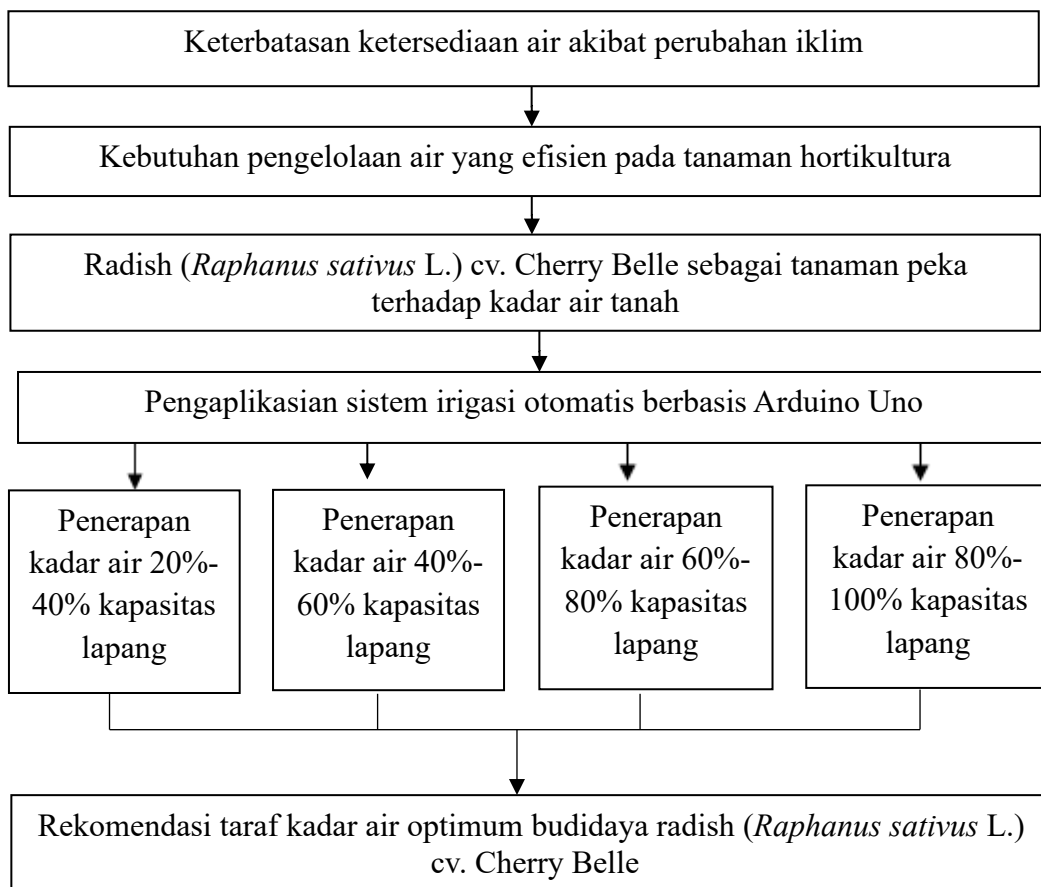 Keterbatasan ketersediaan air akibat perubahan iklim
Kebutuhan pengelolaan air yang efisien pada tanaman hortikultura
Radish (Raphanus sativus L.) cv. Cherry Belle sebagai tanaman peka
terhadap kadar air tanah
Pengaplikasian sistem irigasi otomatis berbasis Arduino Uno
Penerapan
kadar air 20%-
40% kapasitas
lapang
Penerapan
kadar air 40%-
60% kapasitas
lapang
Penerapan
kadar air 60%-
80% kapasitas
lapang
Penerapan
kadar air 80%-
100% kapasitas
lapang
Rekomendasi taraf kadar air optimum budidaya radish (Raphanus sativus L.)
cv. Cherry Belle